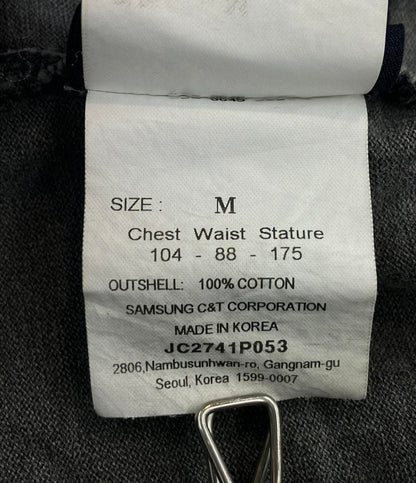 SIZE : M
Chest Waist Stature
104 - 88 - 175
OUTSHELL: 100% COTTON
SAMSUNG C&T CORPORATION
MADE IN KOREA
JC2741P053
2806,Nambusunhwan-ro, Gangnam-gu
Seoul, Korea 1599-0007